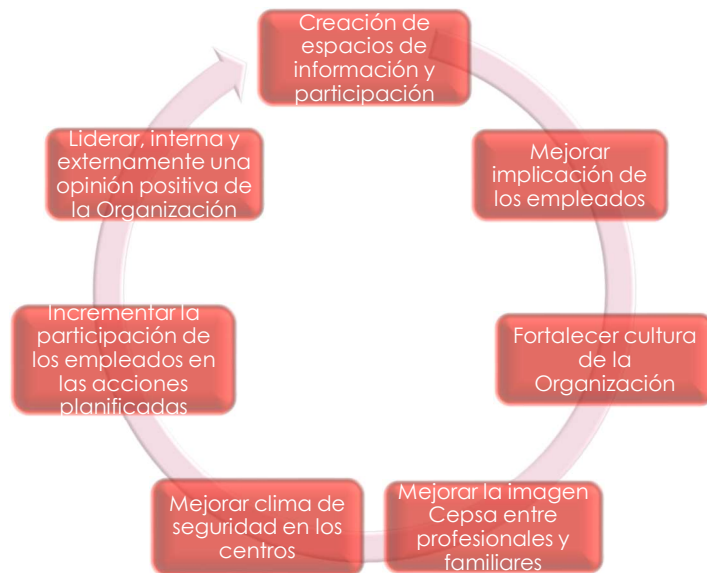 Creación de
espacios de
información y
participación
Mejorar
implicación de
los empleados
Fortalecer cultura
de la
Organización
Mejorar la imagen
Cepsa entre
profesionales y
familiares
Mejorar clima de
seguridad en los
centros
Incrementar la
participación de
los empleados en
las acciones
planificadas
Liderar, interna y
externamente una
opinión positiva de
la Organización